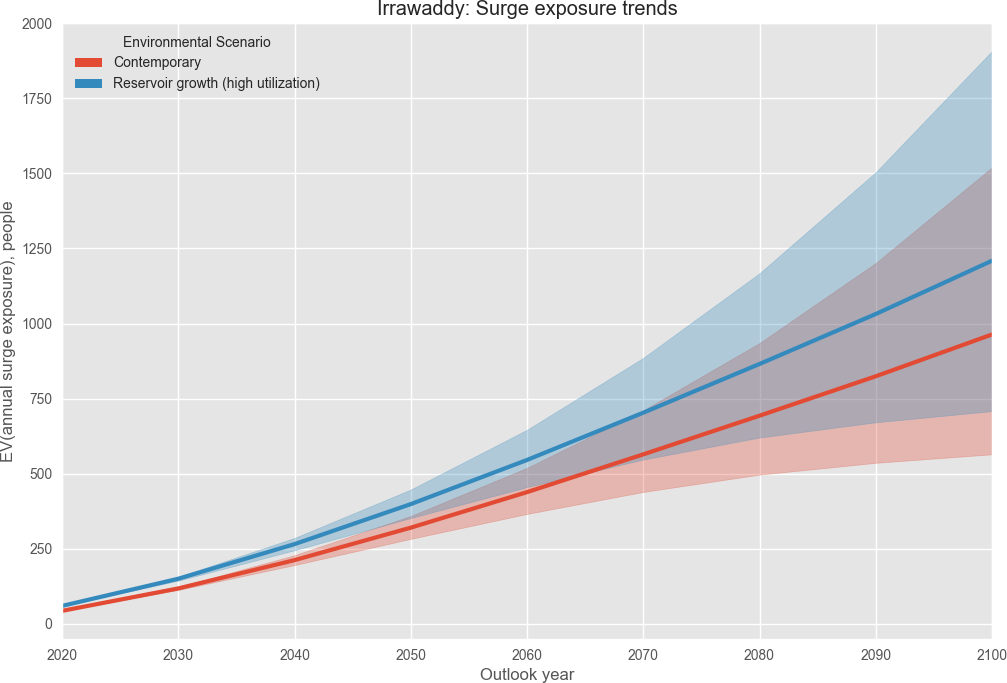 Irrawaddy: Surge exposure trends
Environmental Scenario
Contemporary
Reservoir growth (high utilization)
EV(annual surge exposure), people
2000
1750
1500
1250
1000
750
500
250
0
2020 2030 2040 2050 2060 2070 2080 2090 2100
Outlook year